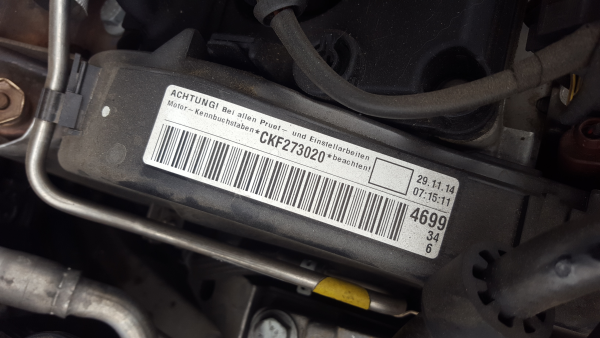 ACHTUNG! Bei allen Pruef- und Einstellarbeiten
Motor-Kennbuchstaben *CKF273020* beachten!
29.11.14
07:15:11
4699
34
6